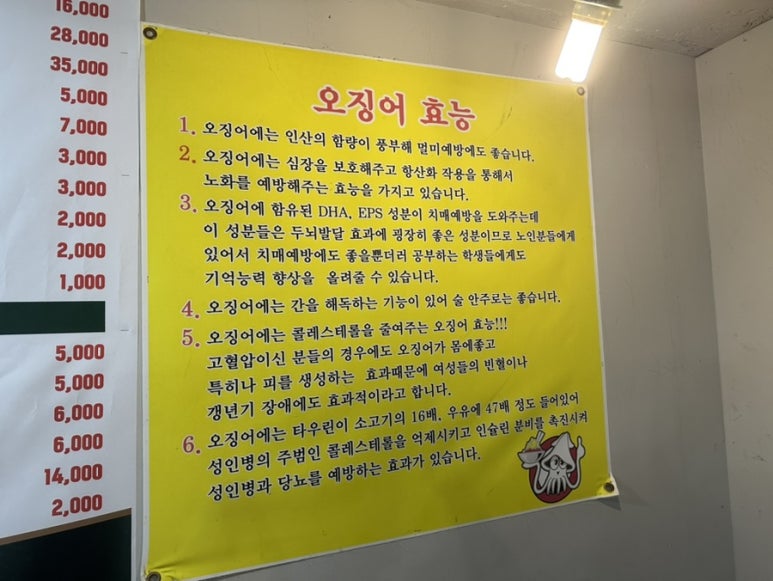 16,000
28,000
35,000
5,000
7,000
3,000
3,000
2,000
2,000
1,000
5,000
5,000
6,000
6,000
14,000
2,000
오징어 효능
1. 오징어에는 인산의 함량이 풍부해 멀미예방에도 좋습니다.
2. 오징어에는 심장을 보호해주고 항산화 작용을 통해서
노화를 예방해주는 효능을 가지고 있습니다.
3. 오징어에 함유된 DHA, EPS 성분이 치매예방을 도와주는데
이 성분들은 두뇌발달 효과에 굉장히 좋은 성분이므로 노인분들에게
있어서 치매예방에도 좋을뿐더러 공부하는 학생들에게도
기억능력 향상을 올려줄 수 있습니다.
4. 오징어에는 간을 해독하는 기능이 있어 술 안주로는 좋습니다.
5. 오징어에는 콜레스테롤을 줄여주는 오징어 효능!!!
고혈압이신 분들의 경우에도 오징어가 몸에좋고
특히나 피를 생성하는 효과때문에 여성들의 빈혈이나
갱년기 장애에도 효과적이라고 합니다.
6. 오징어에는 타우린이 소고기의 16배, 우유에 47배 정도 들어있어
성인병의 주범인 콜레스테롤을 억제시키고 인슐린 분비를 촉진시켜
성인병과 당뇨를 예방하는 효과가 있습니다.